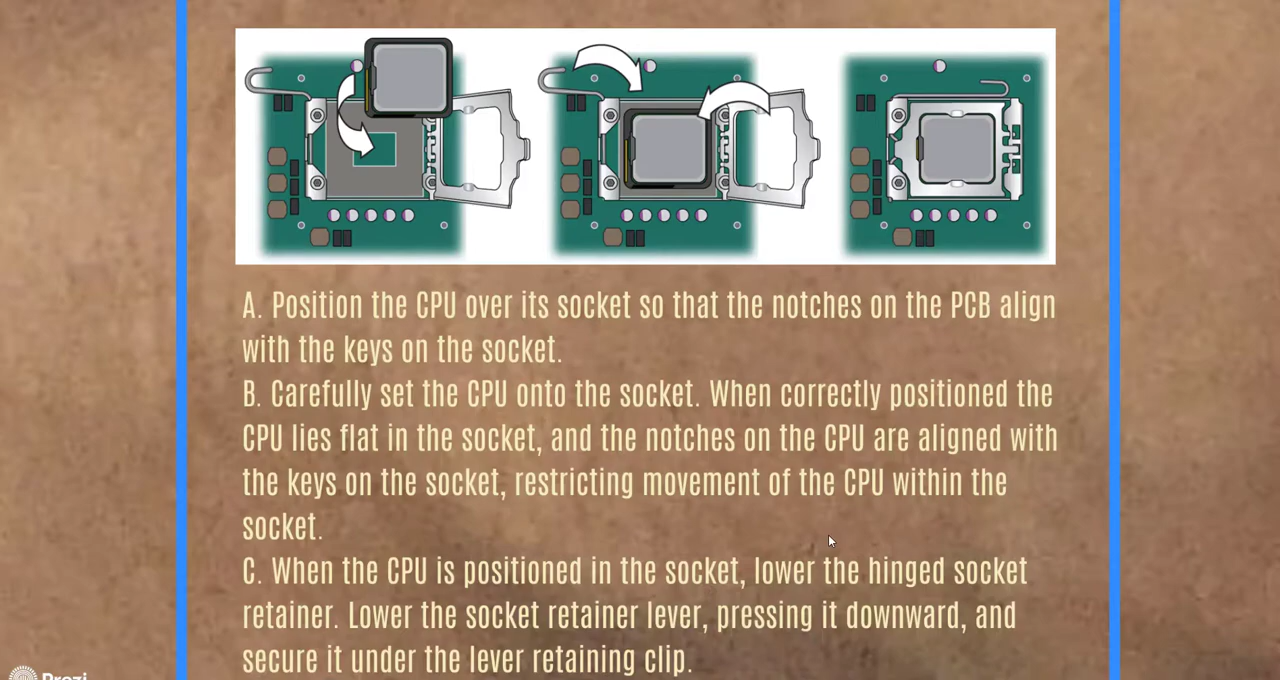 A. Position the CPU over its socket so that the notches on the PCB align
with the keys on the socket.
B. Carefully set the CPU onto the socket. When correctly positioned the
CPU lies flat in the socket, and the notches on the CPU are aligned with
the keys on the socket, restricting movement of the CPU within the
socket.
C. When the CPU is positioned in the socket, lower the hinged socket
retainer. Lower the socket retainer lever, pressing it downward, and
secure it under the lever retaining clip.
Prezi